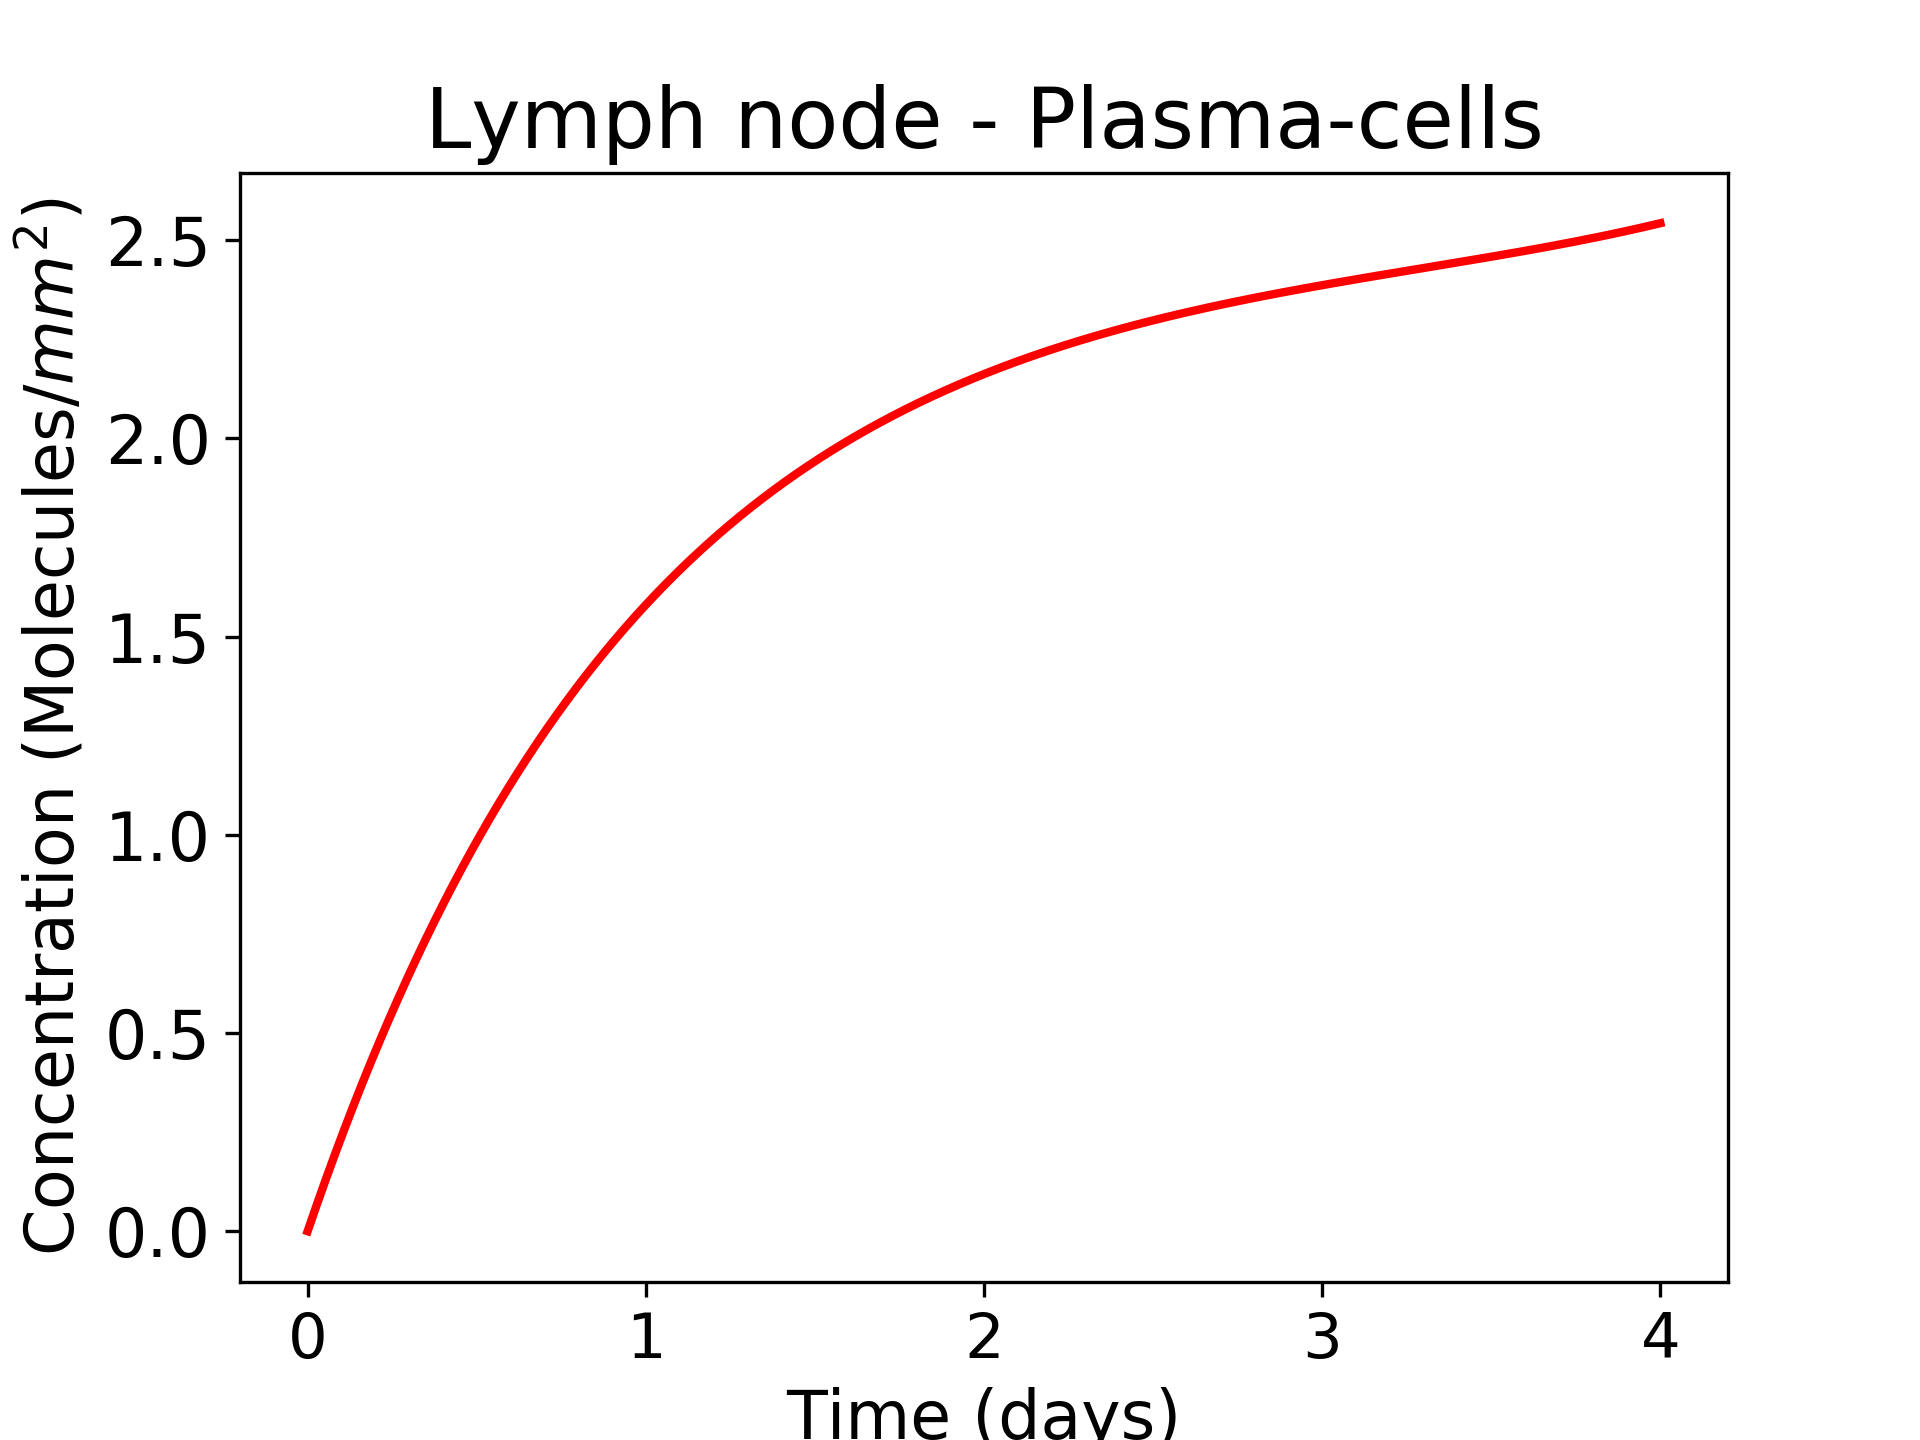 Lymph node - Plasma-cells
Concentration (Molecules/mm²)
2.5
2.0
1.5
1.0
0.5
0.0
0 1 2 3 4
Time (days)